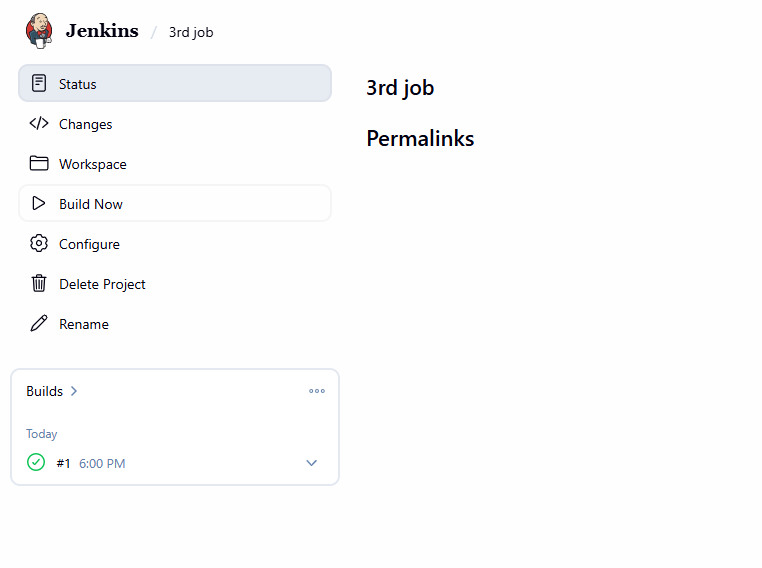 Jenkins / 3rd job
Status
Changes
Workspace
Build Now
Configure
Delete Project
Rename
Builds
Today
#1 6:00 PM
3rd job
Permalinks